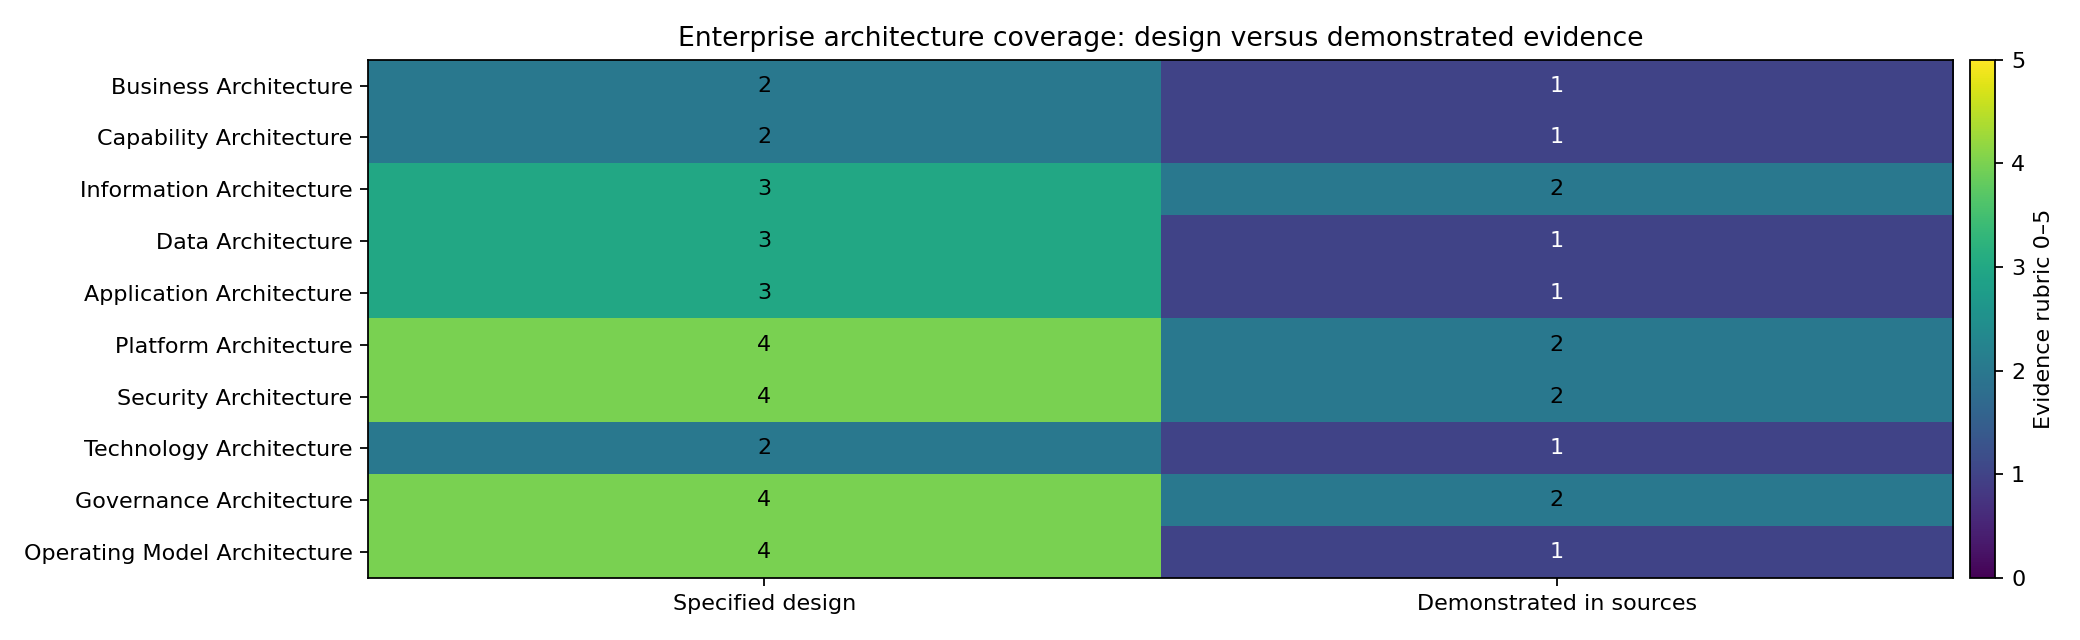 Enterprise architecture coverage: design versus demonstrated evidence
Business Architecture 2 1
Capability Architecture 2 1
Information Architecture 3 2
Data Architecture 3 1
Application Architecture 3 1
Platform Architecture 4 2
Security Architecture 4 2
Technology Architecture 2 1
Governance Architecture 4 2
Operating Model Architecture 4 1
Specified design
Demonstrated in sources
5
4
3
2
1
0
Evidence rubric 0–5